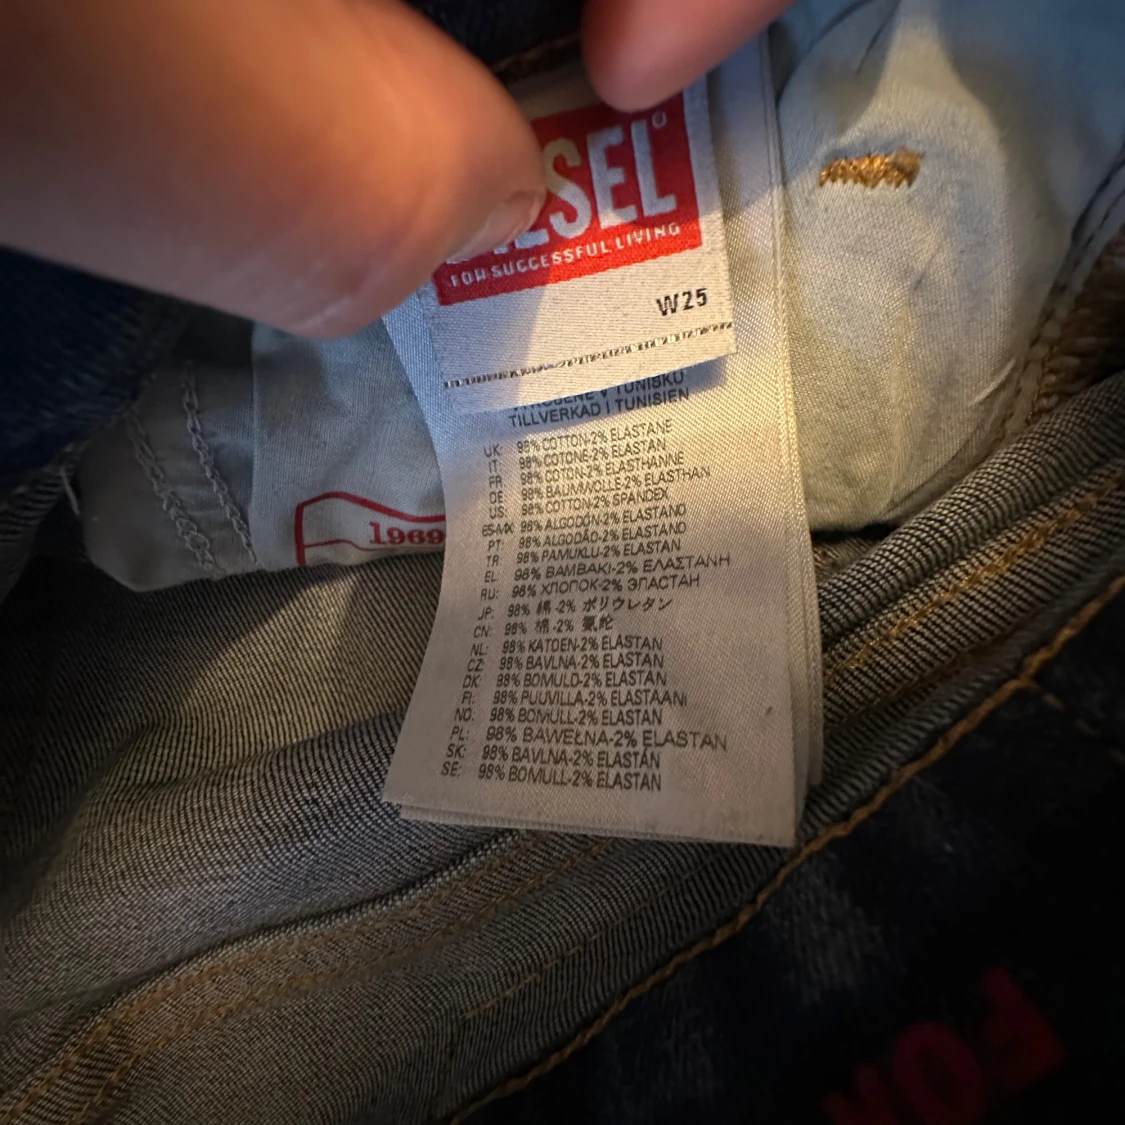 SEL
FOR SUCCESSFUL LIVING
W25
V TUNISKU
TILLVERKAD I TUNISIEN
UK: 98% COTTON-2% ELASTANE
IT: 98% COTONE-2% ELASTAN
FR: 98% COTON-2% ELASTHANNE
DE: 98% BAUMWOLLE-2% ELASTHAN
US: 98% COTTON-2% SPANDEX
ES-MX: 98% ALGODÓN-2% ELASTANO
PT: 98% ALGODÃO-2% ELASTANO
TR: 98% PAMUKLU-2% ELASTAN
EL: 98% BAMBAKI-2% ΕΛΑΣΤΑΝΗ
RU: 98% ХЛОПОК-2% ЭЛАСТАН
JP: 98% 綿-2% ポリウレタン
CN: 98% 棉-2% 氨纶
NL: 98% KATOEN-2% ELASTAN
CZ: 98% BAVLNA-2% ELASTAN
DK: 98% BOMULD-2% ELASTAN
FI: 98% PUUVILLA-2% ELASTAANI
NO: 98% BOMULL-2% ELASTAN
PL: 98% BAWEŁNA-2% ELASTAN
SK: 98% BAVLNA-2% ELASTÁN
SE: 98% BOMULL-2% ELASTAN
1969
FOR